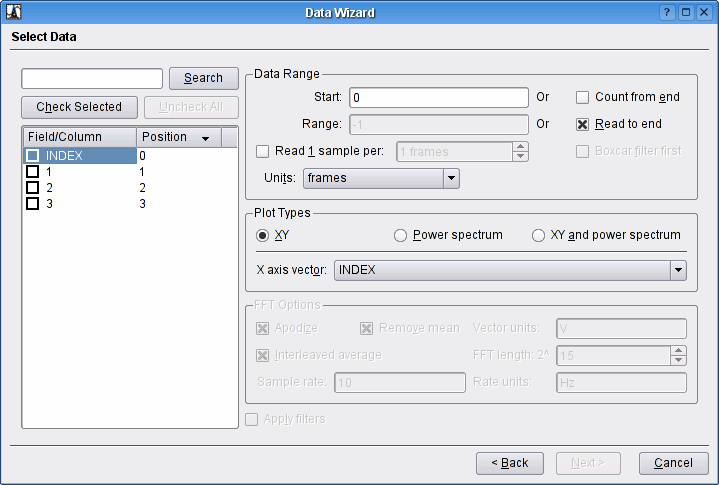 Data Wizard
Select Data
Search
Check Selected
Uncheck All
Field/Column Position
INDEX 0
1 1
2 2
3 3
Data Range
Start: 0 Or Count from end
Range: -1 Or Read to end
Read 1 sample per: 1 frames Boxcar filter first
Units: frames
Plot Types
XY Power spectrum XY and power spectrum
X axis vector: INDEX
FFT Options
Apodize Remove mean Vector units: V
Interleaved average FFT length: 2^ 15
Sample rate: 10 Rate units: Hz
Apply filters
< Back Next > Cancel